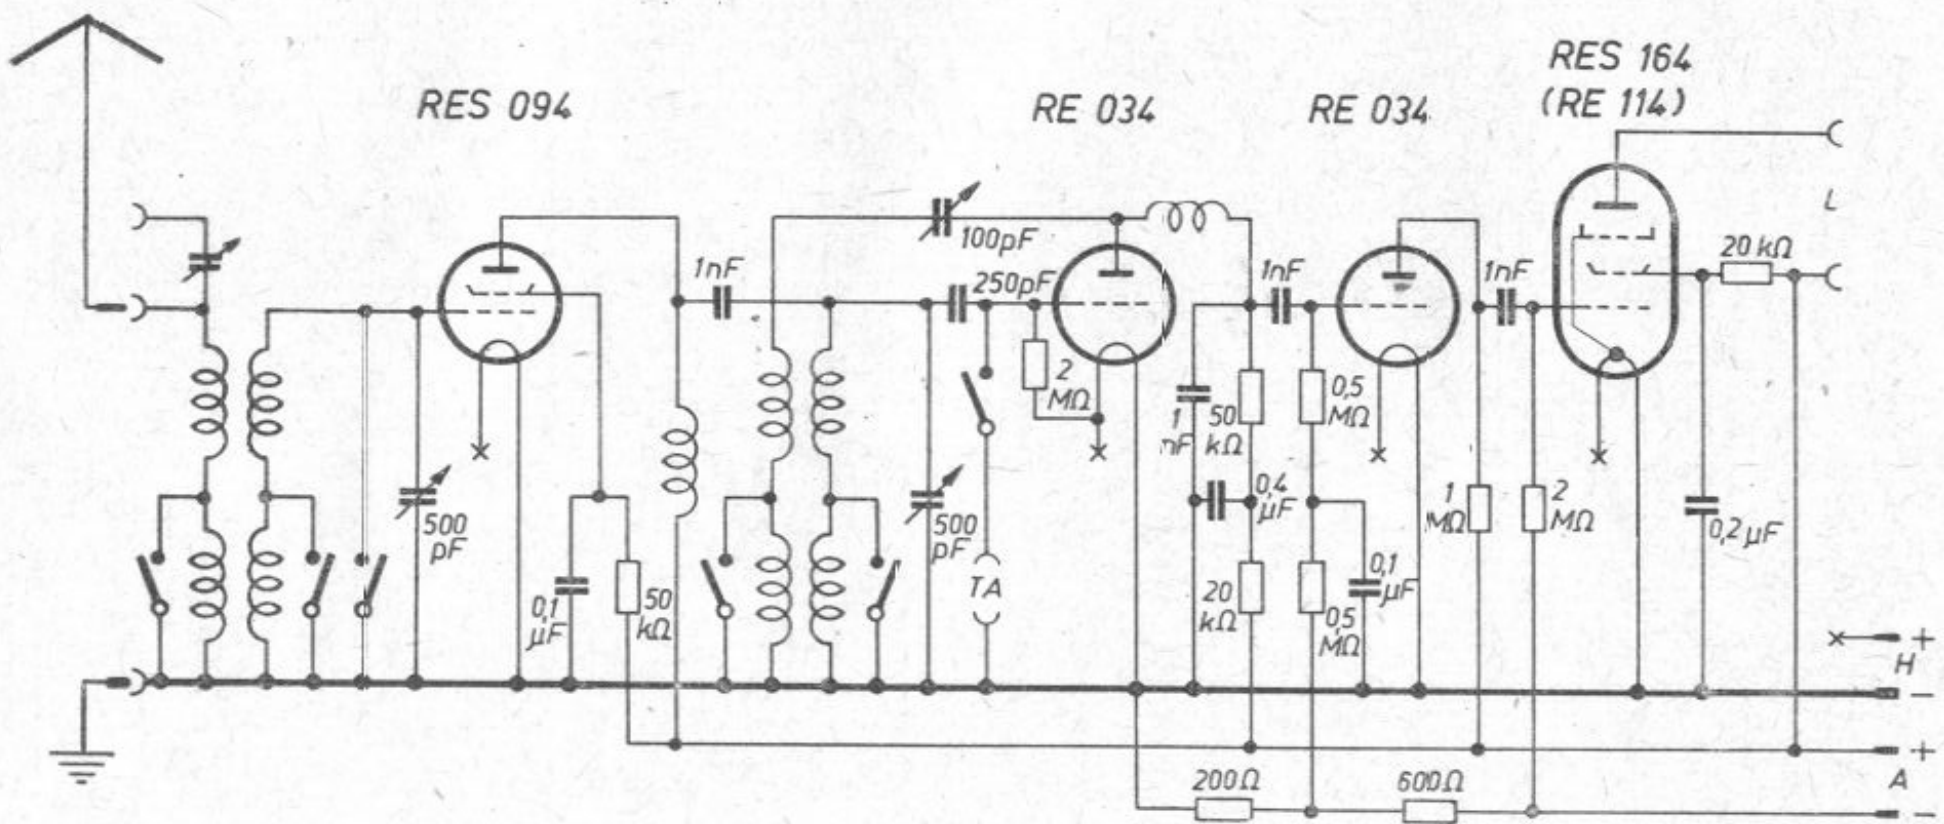 RES 094
RE 034
RE 034
RES 164
(RE 114)
L
100pF
20 kΩ
1nF
250pF
1nF
1nF
2
MΩ
1
nF
50
kΩ
0,5
MΩ
500
pF
500
pF
0,4
µF
1
MΩ
2
MΩ
0,2 µF
0,1
µF
50
kΩ
TA
20
kΩ
0,5
MΩ
0,1
µF
+
H
−
+
A
−
200Ω
600Ω